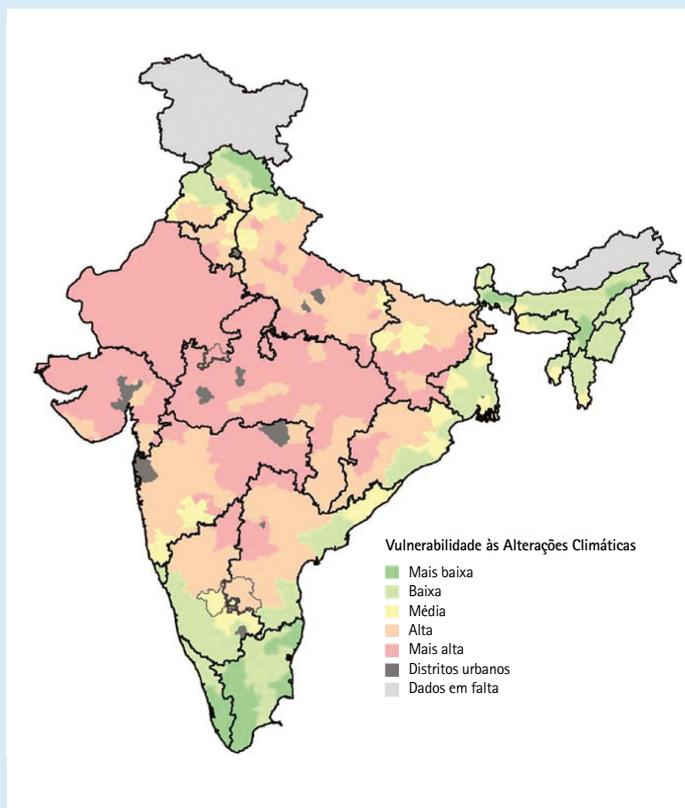 Vulnerabilidade às Alterações Climáticas
Mais baixa
Baixa
Média
Alta
Mais alta
Distritos urbanos
Dados em falta